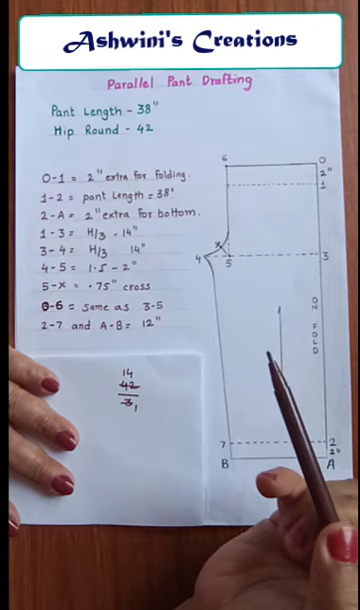 Ashwini's Creations
Parallel Pant Drafting
Pant Length - 38"
Hip Round - 42
0-1 = 2" extra for folding.
1-2 = pant length = 38"
2-A = 2" extra for bottom.
1-3 = H/3 - 14"
3-4 = H/3 14"
4-5 = 1.5 - 2"
5-x = .75" cross
0-6 = same as 3-5
2-7 and A-B = 12"
14
42
3,
6
0
2"
1
x
4
5
3
ON FOLD
7
2
2"
B
A